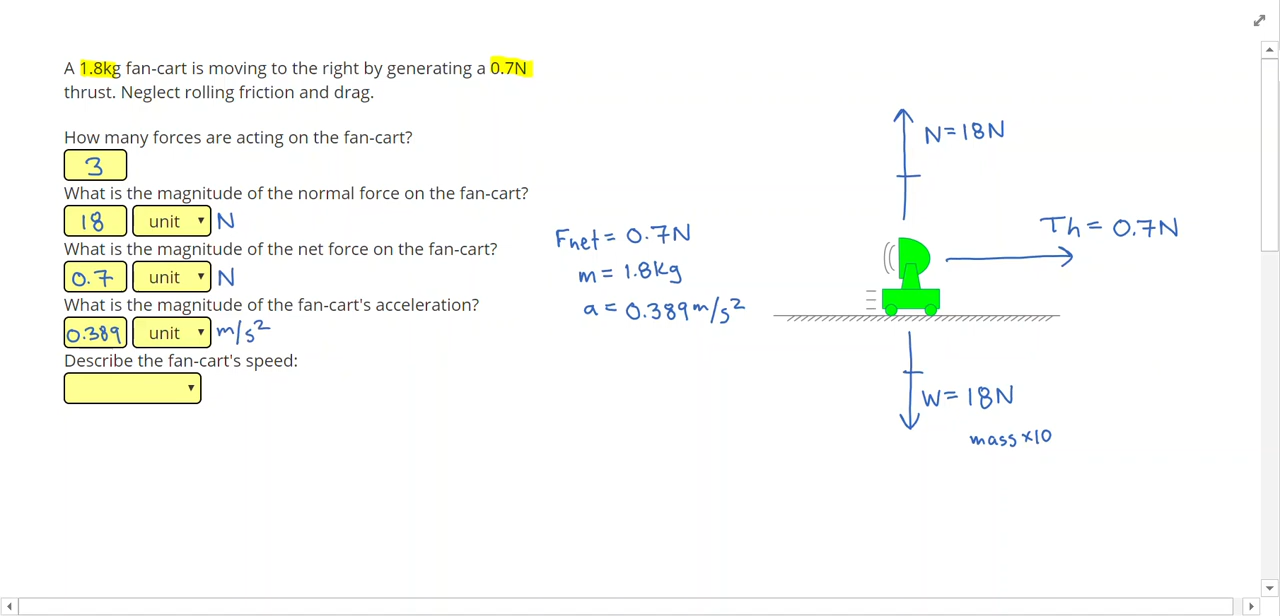 A 1.8kg fan-cart is moving to the right by generating a 0.7N
thrust. Neglect rolling friction and drag.
How many forces are acting on the fan-cart?
3
What is the magnitude of the normal force on the fan-cart?
18 unit N
What is the magnitude of the net force on the fan-cart?
0.7 unit N
What is the magnitude of the fan-cart's acceleration?
0.389 unit m/s²
Describe the fan-cart's speed:
Fnet = 0.7N
m = 1.8kg
a = 0.389m/s²
N=18N
Th = 0.7N
W= 18N
mass×10